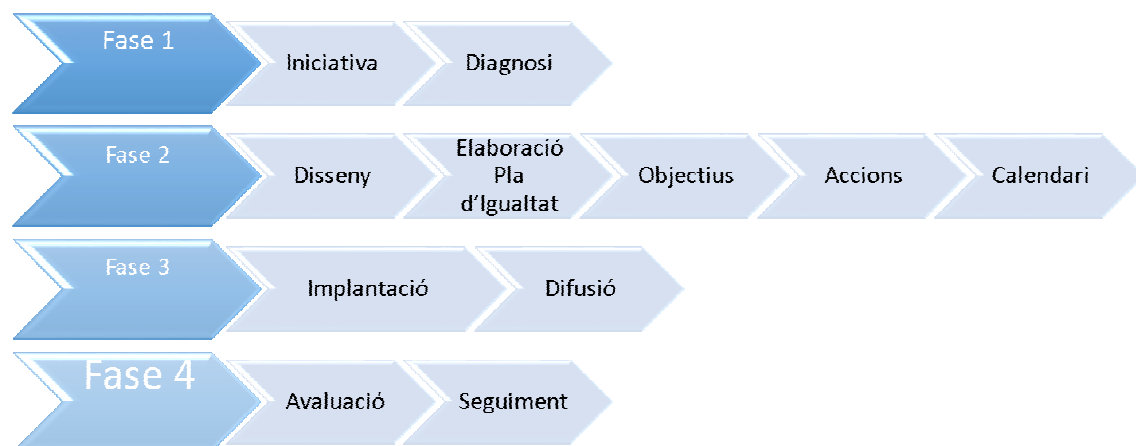 Fase 1
Iniciativa
Diagnosi
Fase 2
Disseny
Elaboració
Pla
d'Igualtat
Objectius
Accions
Calendari
Fase 3
Implantació
Difusió
Fase 4
Avaluació
Seguiment